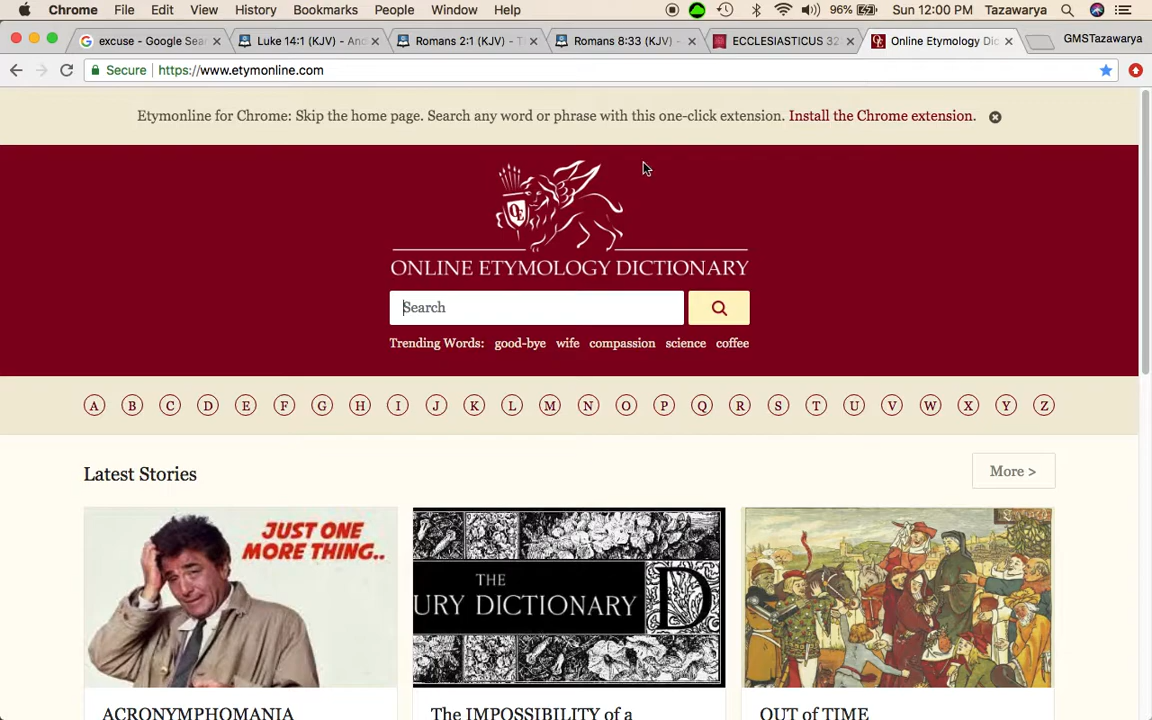 Chrome File Edit View History Bookmarks People Window Help 96% Sun 12:00 PM Tazawarya
excuse - Google Sea
Luke 14:1 (KJV) - And
Romans 2:1 (KJV) - T
Romans 8:33 (KJV) -
ECCLESIASTICUS 32
Online Etymology Dic
GMSTazawarya
Secure https://www.etymonline.com
Etymonline for Chrome: Skip the home page. Search any word or phrase with this one-click extension. Install the Chrome extension.
OE
ONLINE ETYMOLOGY DICTIONARY
Search
Trending Words: good-bye wife compassion science coffee
A B C D E F G H I J K L M N O P Q R S T U V W X Y Z
Latest Stories
More >
JUST ONE
MORE THING..
THE
URY DICTIONARY
D
ACRONYMPHOMANIA
The IMPOSSIBILITY of a
OUT of TIME